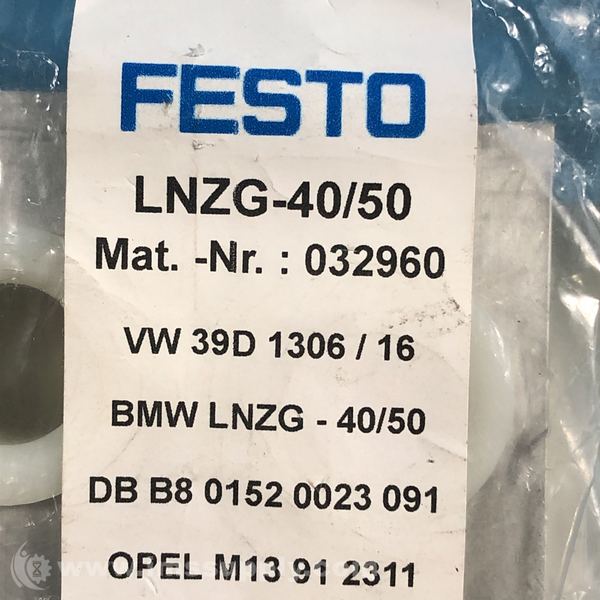 FESTO
LNZG-40/50
Mat. -Nr. : 032960
VW 39D 1306 / 16
BMW LNZG - 40/50
DB B8 0152 0023 091
OPEL M13 91 2311